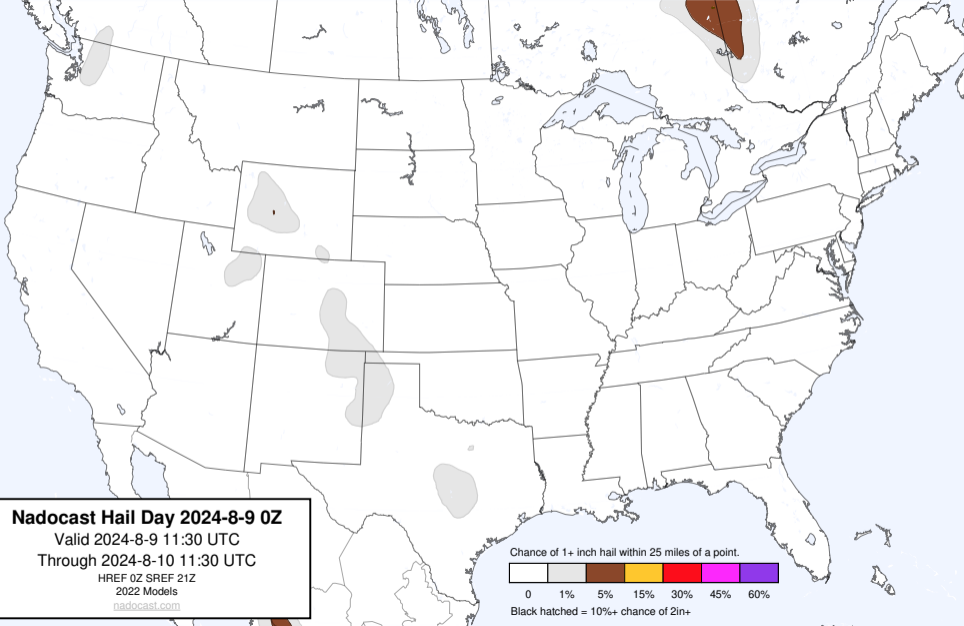 Nadocast Hail Day 2024-8-9 0Z
Valid 2024-8-9 11:30 UTC
Through 2024-8-10 11:30 UTC
HREF 0Z SREF 21Z
2022 Models
nadocast.com
Chance of 1+ inch hail within 25 miles of a point.
0 1% 5% 15% 30% 45% 60%
Black hatched = 10%+ chance of 2in+